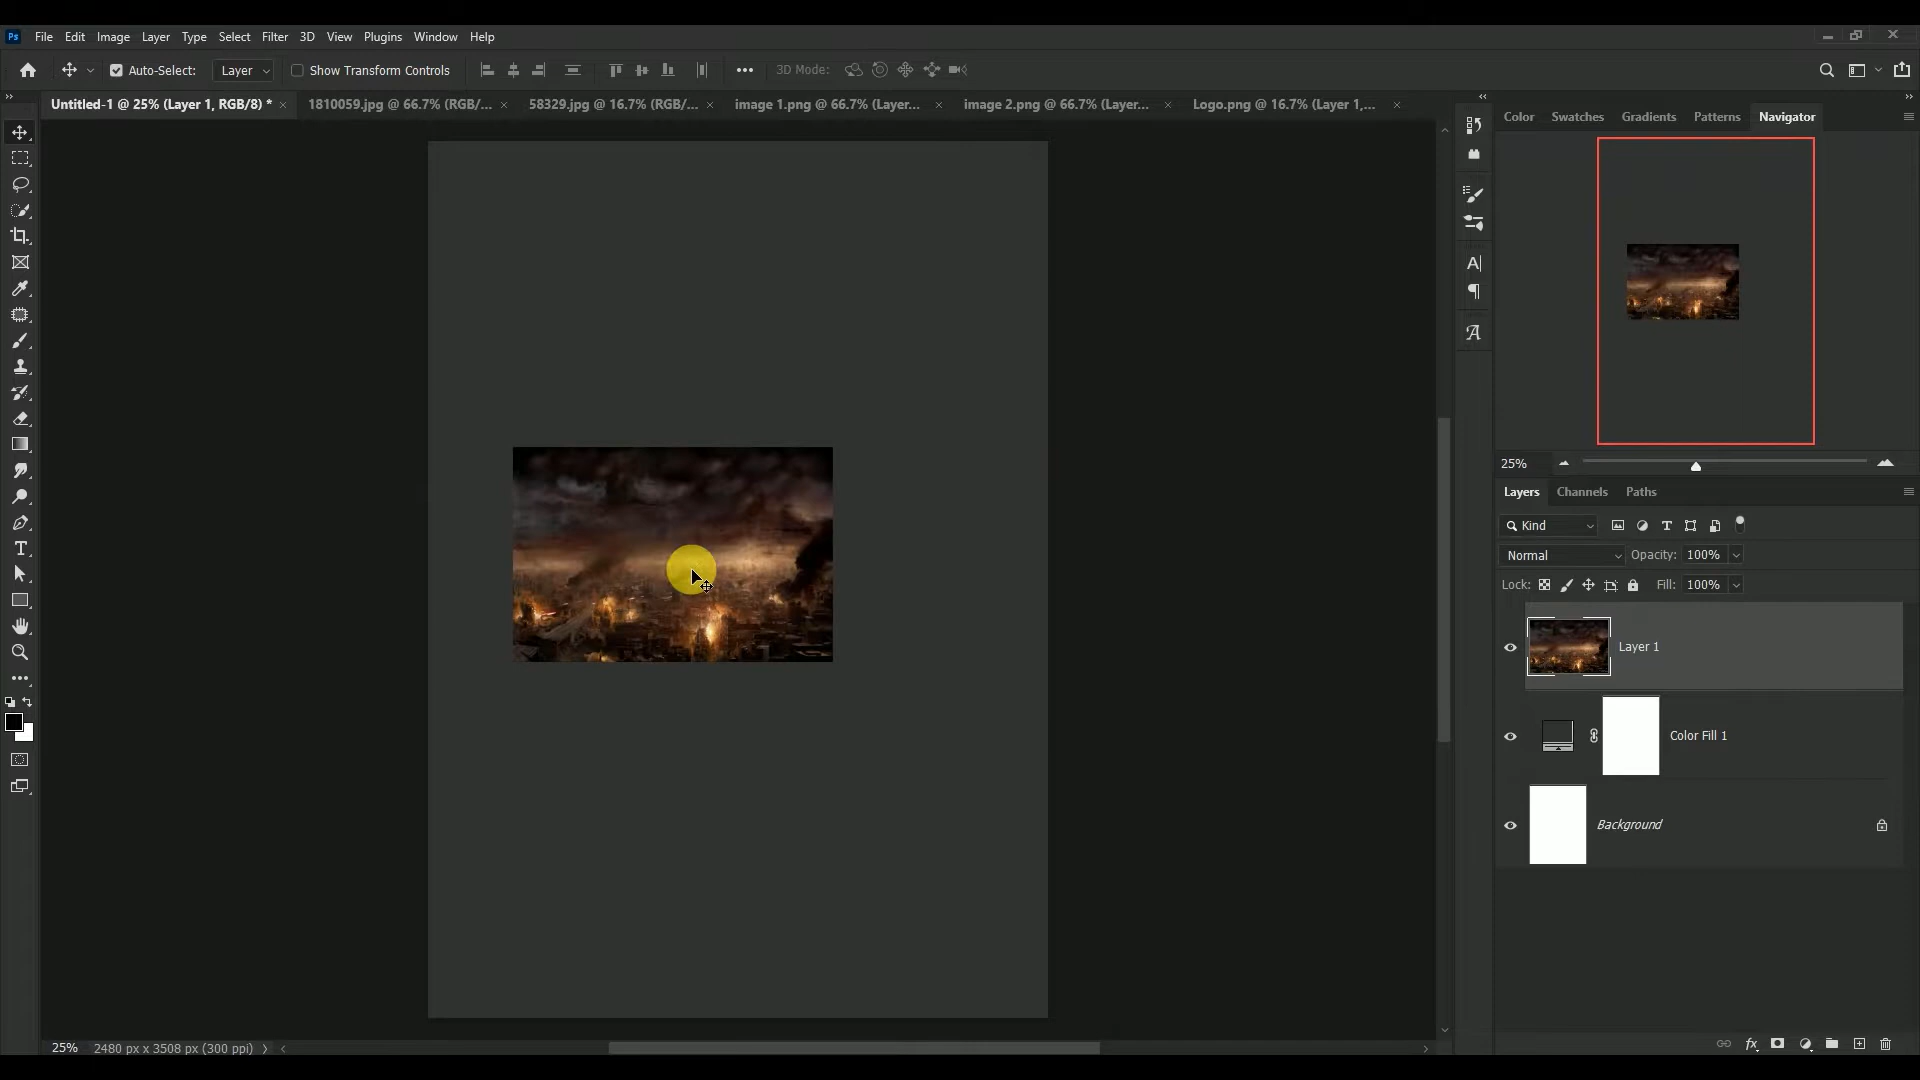 Ps File Edit Image Layer Type Select Filter 3D View Plugins Window Help
Auto-Select: Layer Show Transform Controls 3D Mode:
Untitled-1 @ 25% (Layer 1, RGB/8) * 1810059.jpg @ 66.7% (RGB/... 58329.jpg @ 16.7% (RGB/... image 1.png @ 66.7% (Layer... image 2.png @ 66.7% (Layer... Logo.png @ 16.7% (Layer 1,...
Color Swatches Gradients Patterns Navigator
25%
Layers Channels Paths
Kind
Normal Opacity: 100%
Lock: Fill: 100%
Layer 1
Color Fill 1
Background
25% 2480 px x 3508 px (300 ppi)